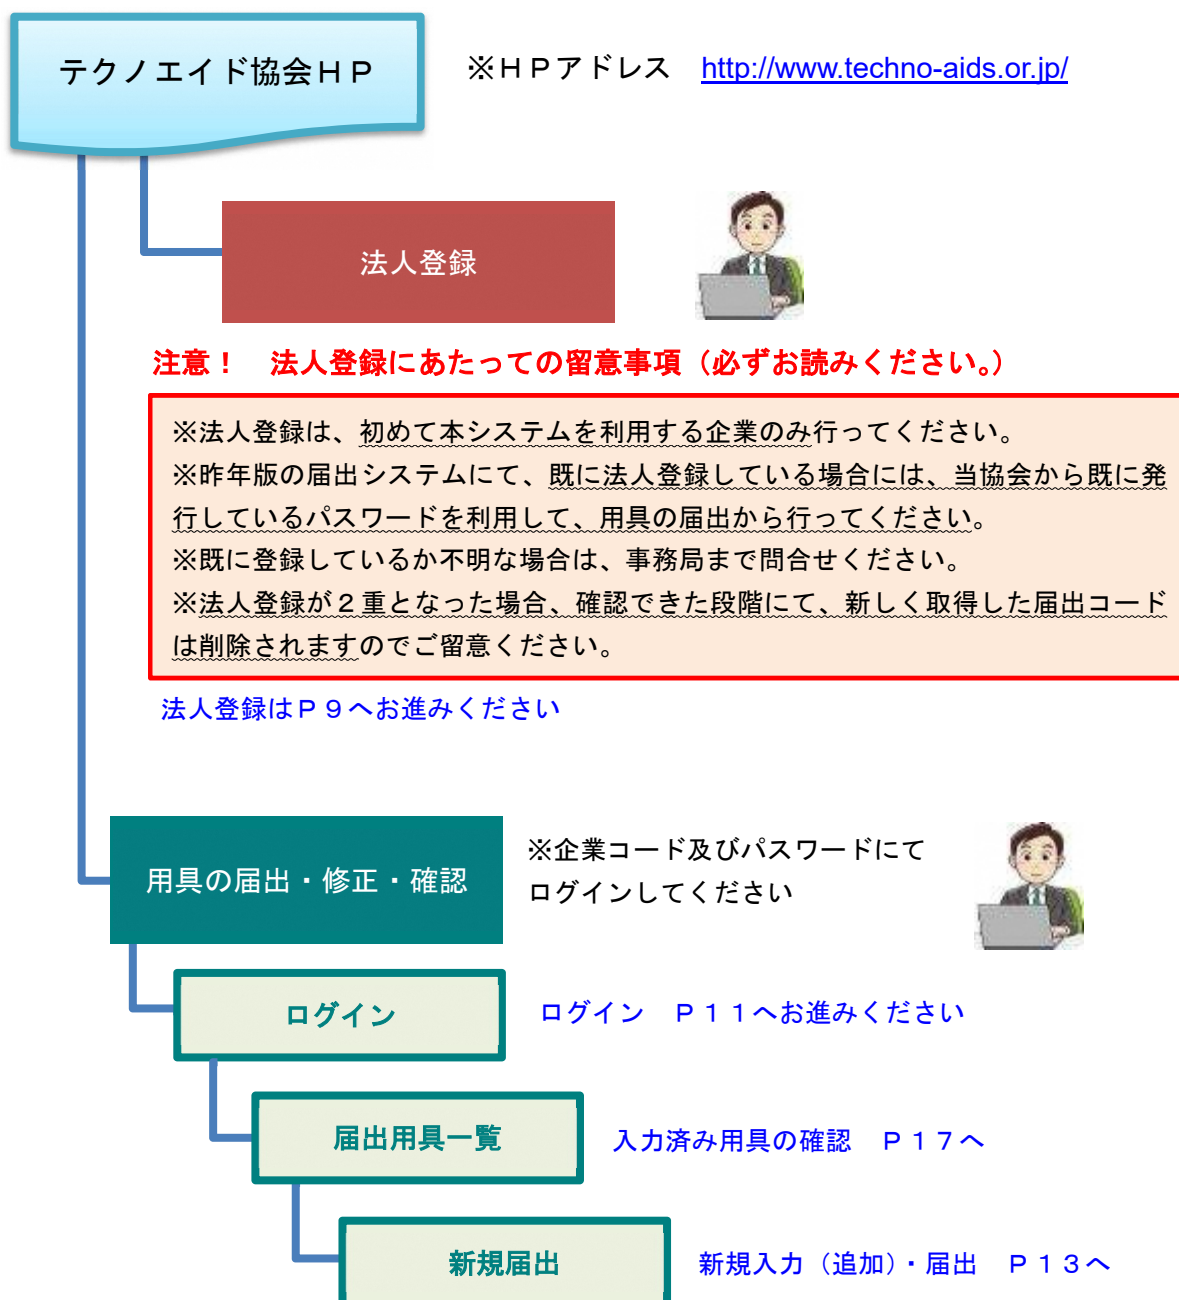 テクノエイド協会ＨＰ
※ＨＰアドレス　http://www.techno-aids.or.jp/
法人登録
注意！　法人登録にあたっての留意事項（必ずお読みください。）
※法人登録は、初めて本システムを利用する企業のみ行ってください。
※昨年版の届出システムにて、既に法人登録している場合には、当協会から既に発
行しているパスワードを利用して、用具の届出から行ってください。
※既に登録しているか不明な場合は、事務局まで問合せください。
※法人登録が２重となった場合、確認できた段階にて、新しく取得した届出コード
は削除されますのでご留意ください。
法人登録はＰ９へお進みください
用具の届出・修正・確認
※企業コード及びパスワードにて
ログインしてください
ログイン
ログイン　Ｐ１１へお進みください
届出用具一覧
入力済み用具の確認　Ｐ１７へ
新規届出
新規入力（追加）・届出　Ｐ１３へ